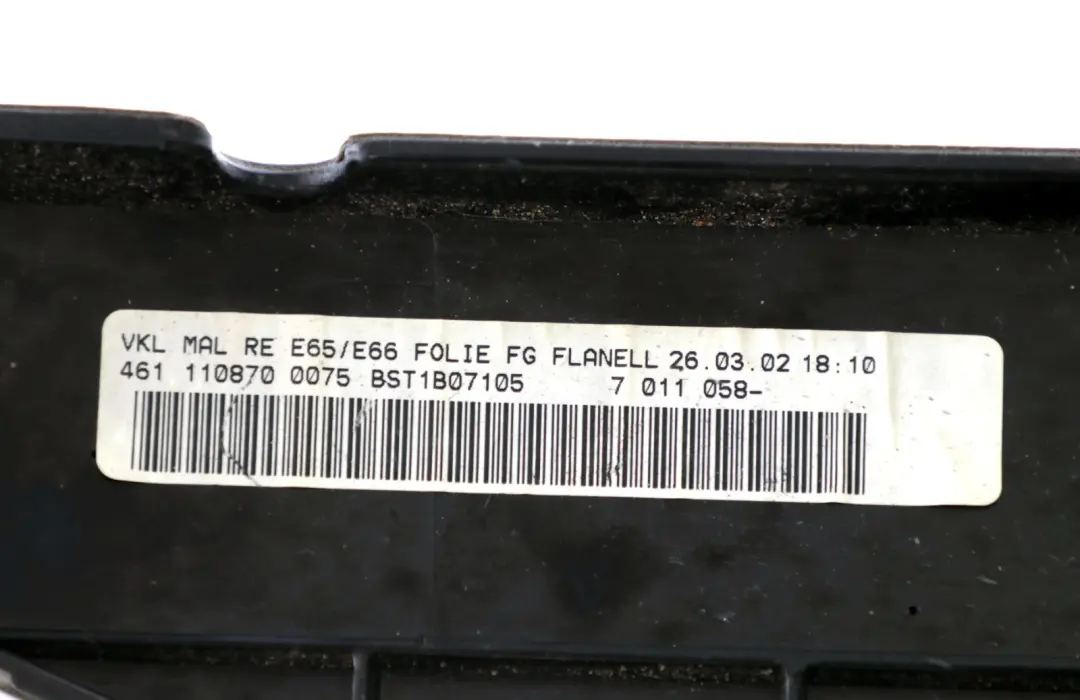 VKL MAL RE E65/E66 FOLIE FG FLANELL 26.03.02 18:10
461 110870 0075 BST1B07105 7 011 058-